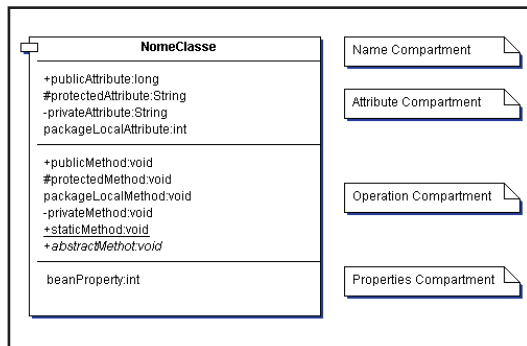 NomeClasse
+publicAttribute:long
#protectedAttribute:String
-privateAttribute:String
packageLocalAttribute:int
+publicMethod:void
#protectedMethod:void
packageLocalMethod:void
-privateMethod:void
+staticMethod:void
+abstractMethot:void
beanProperty:int
Name Compartment
Attribute Compartment
Operation Compartment
Properties Compartment